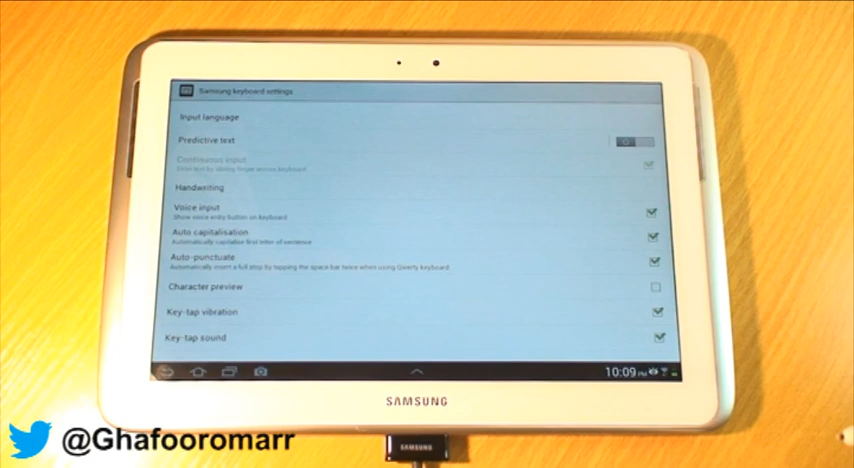 Samsung keyboard settings
Input language
Predictive text
Continuous input
Enter text by sliding finger across keyboard
Handwriting
Voice input
Show voice entry button on keyboard
Auto capitalisation
Automatically capitalise first letter of sentence
Auto-punctuate
Automatically insert a full stop by tapping the space bar twice when using Qwerty keyboard
Character preview
Key-tap vibration
Key-tap sound
10:09 PM
SAMSUNG
SAMSUNG
@Ghafooromarr